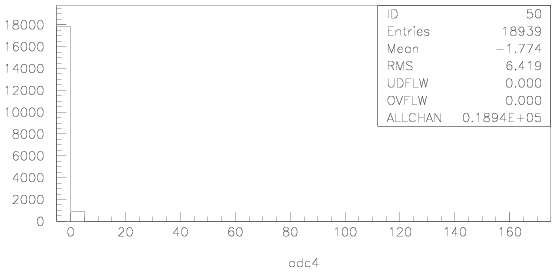 ID 50
Entries 18939
Mean -1.774
RMS 6.419
UDFLW 0.000
OVFLW 0.000
ALLCHAN 0.1894E+05
18000
16000
14000
12000
10000
8000
6000
4000
2000
0
0 20 40 60 80 100 120 140 160
adc4